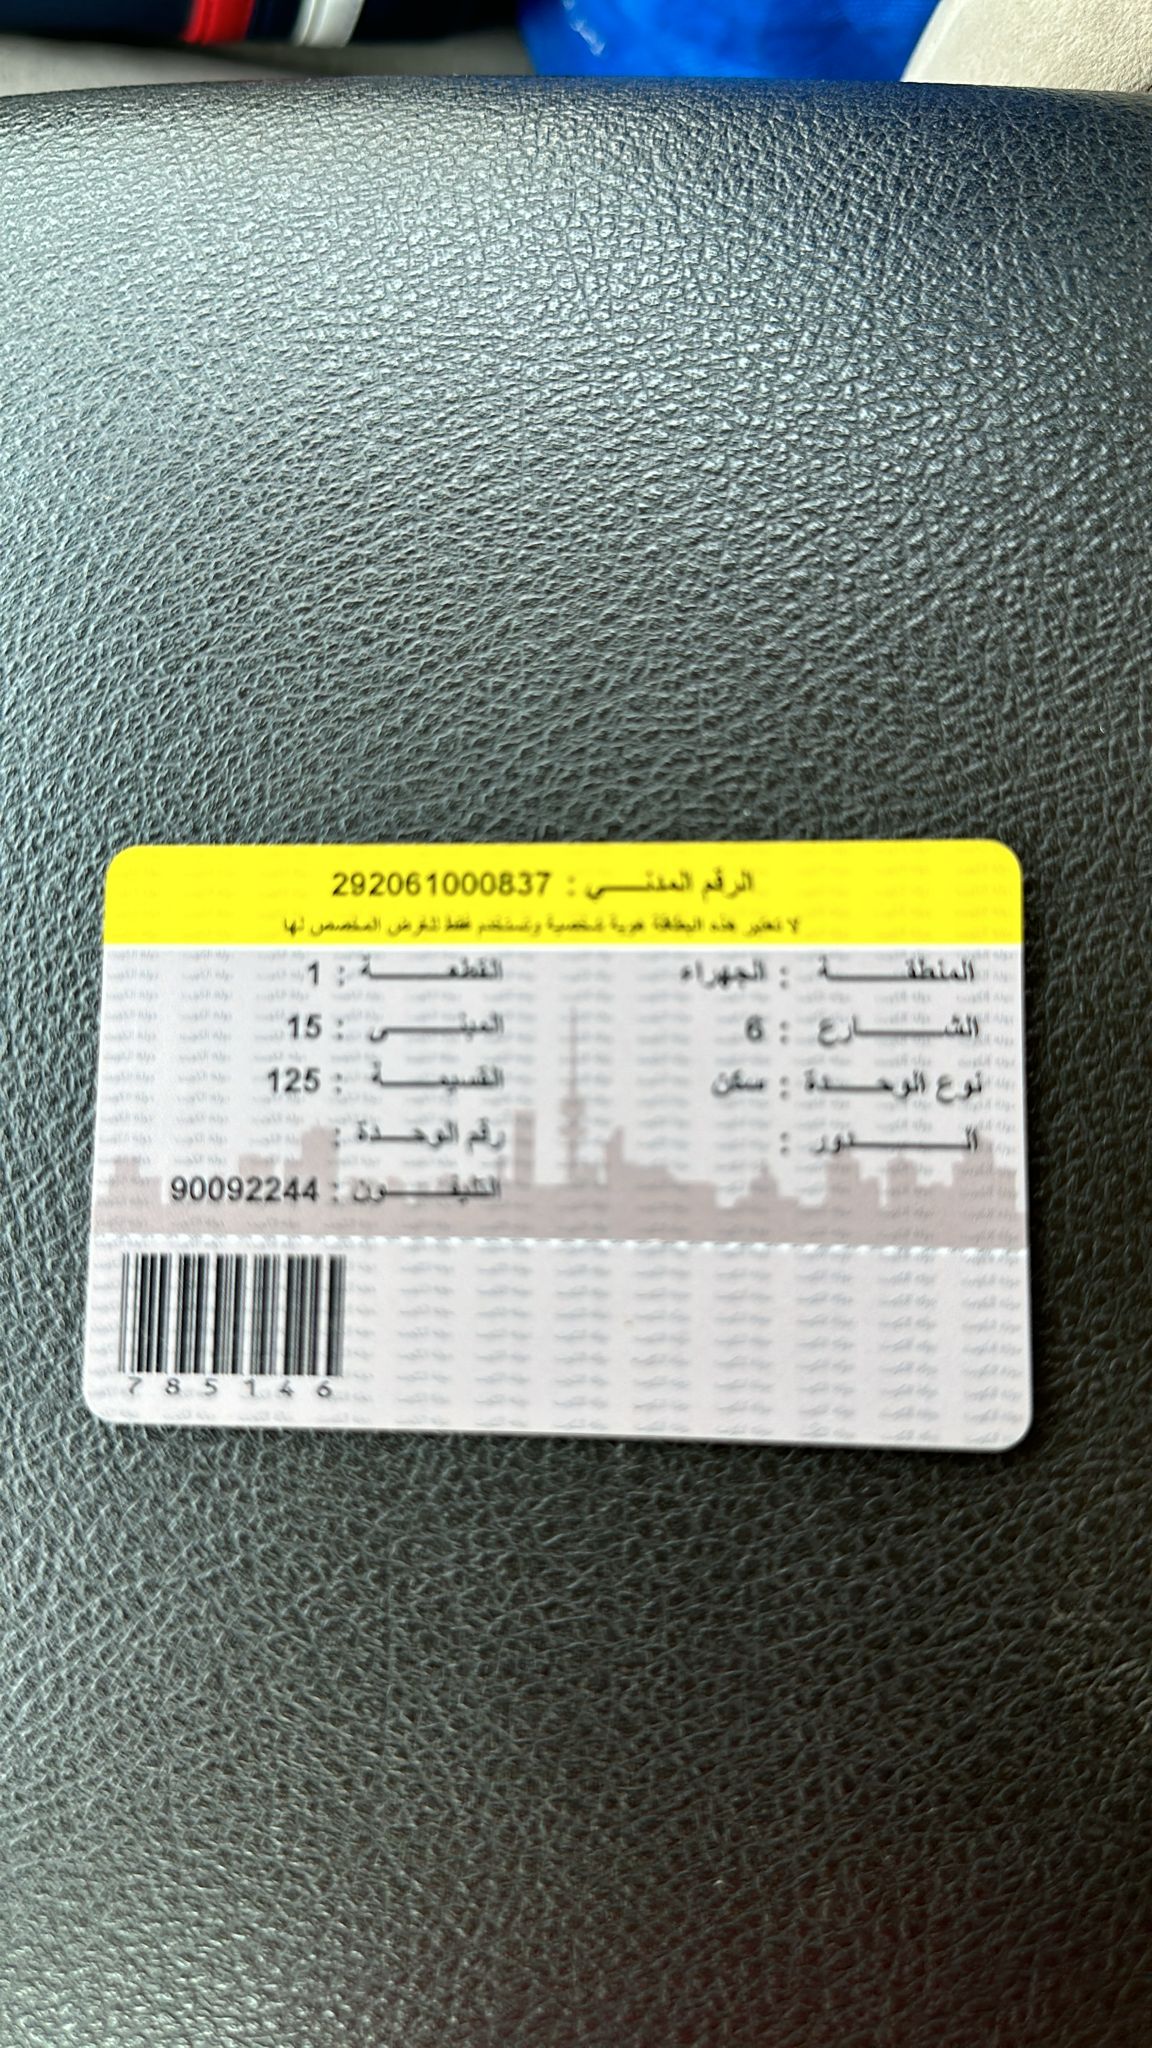 الرقم المدني : 292061000837
لا تعتبر هذه البطاقة هوية شخصية وتستخدم فقط للغرض المخصص لها
المنطقة : الجهراء القطعة : 1
الشارع : 6 المبنى : 15
نوع الوحدة : سكن القسيمة : 125
الدور : رقم الوحدة :
التليفون : 90092244
785146